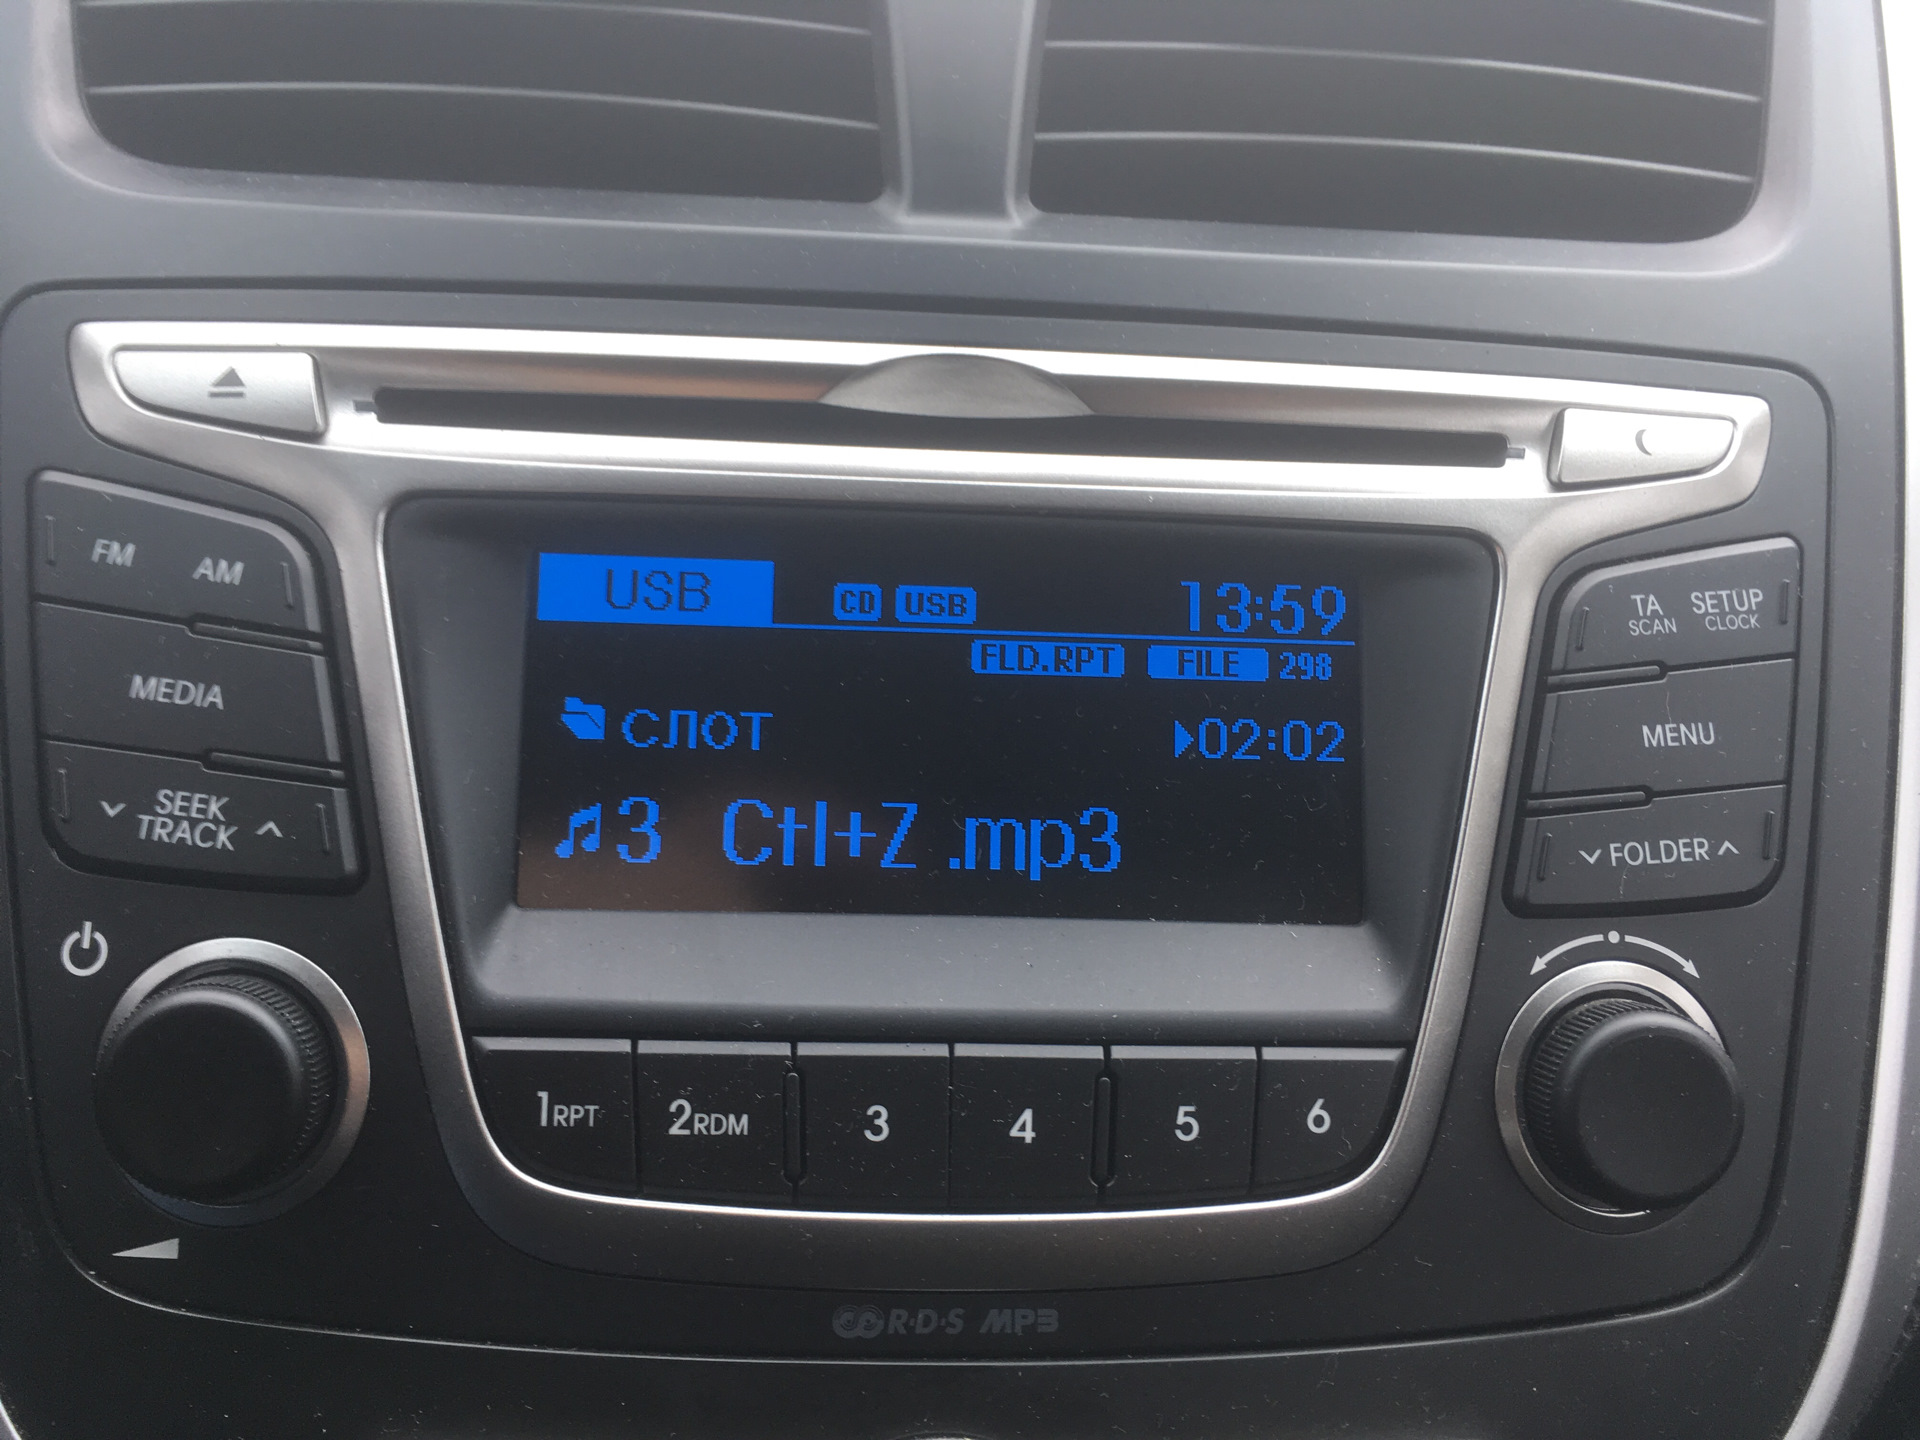 FM AM
MEDIA
SEEK
TRACK
USB CD USB 13:59
FLD.RPT FILE 298
СЛОТ 02:02
3 Ctl+Z .mp3
TA SETUP
SCAN CLOCK
MENU
FOLDER
1RPT 2RDM 3 4 5 6
R·D·S MP3